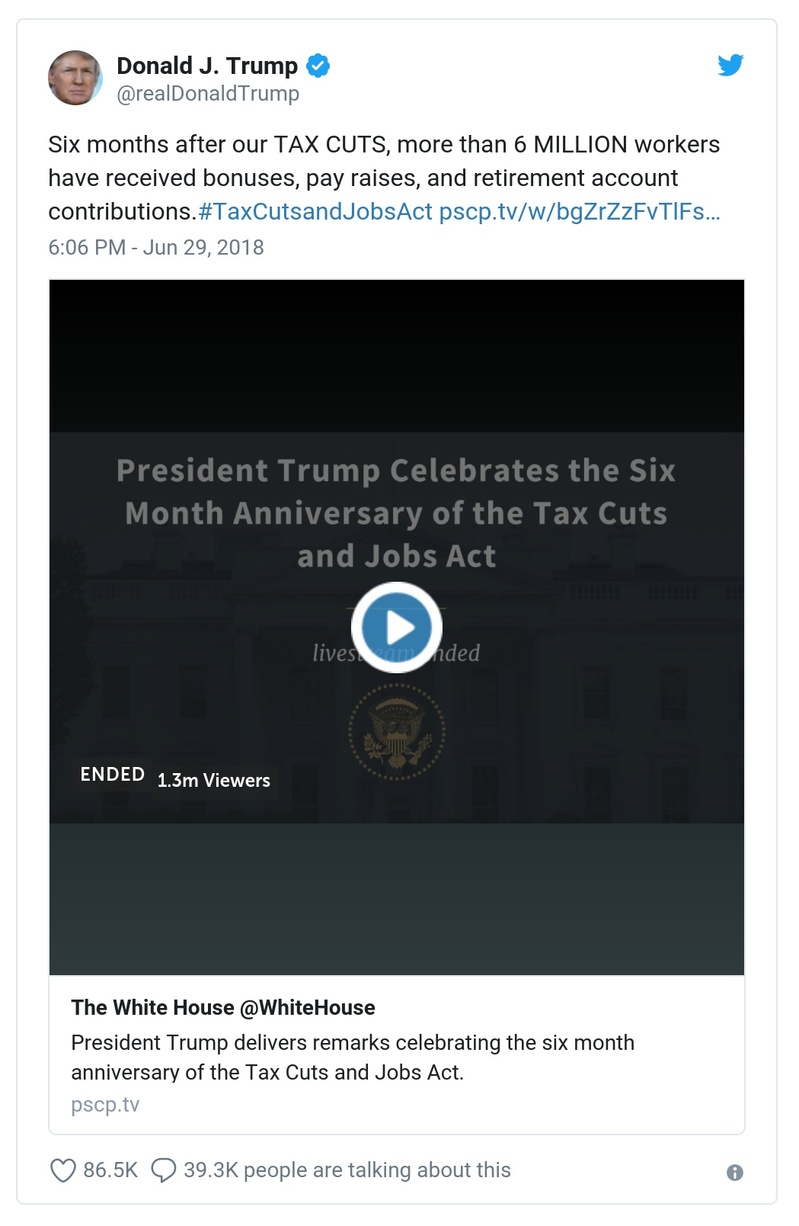 Donald J. Trump
@realDonaldTrump
Six months after our TAX CUTS, more than 6 MILLION workers
have received bonuses, pay raises, and retirement account
contributions.#TaxCutsandJobsAct pscp.tv/w/bgZrZzFvTlFs…
6:06 PM - Jun 29, 2018
President Trump Celebrates the Six
Month Anniversary of the Tax Cuts
and Jobs Act
ENDED 1.3m Viewers
The White House @WhiteHouse
President Trump delivers remarks celebrating the six month
anniversary of the Tax Cuts and Jobs Act.
pscp.tv
86.5K 39.3K people are talking about this